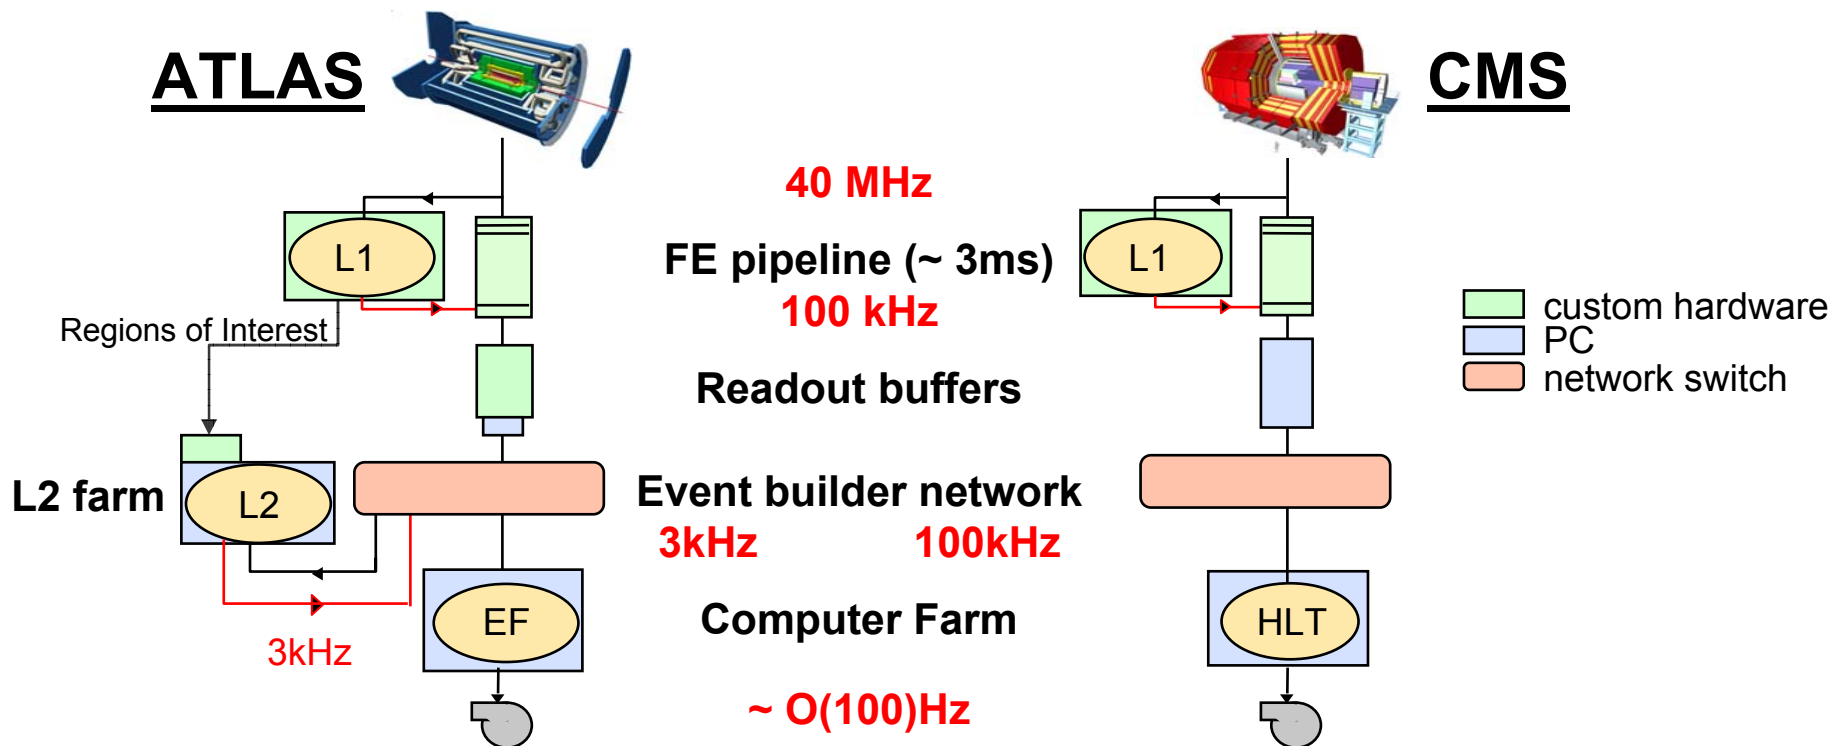 ATLAS
CMS
40 MHz
L1
FE pipeline (~ 3ms)
L1
100 kHz
custom hardware
Regions of Interest
PC
Readout buffers
network switch
L2 farm
L2
Event builder network
3kHz
100kHz
EF
Computer Farm
HLT
3kHz
~ O(100)Hz